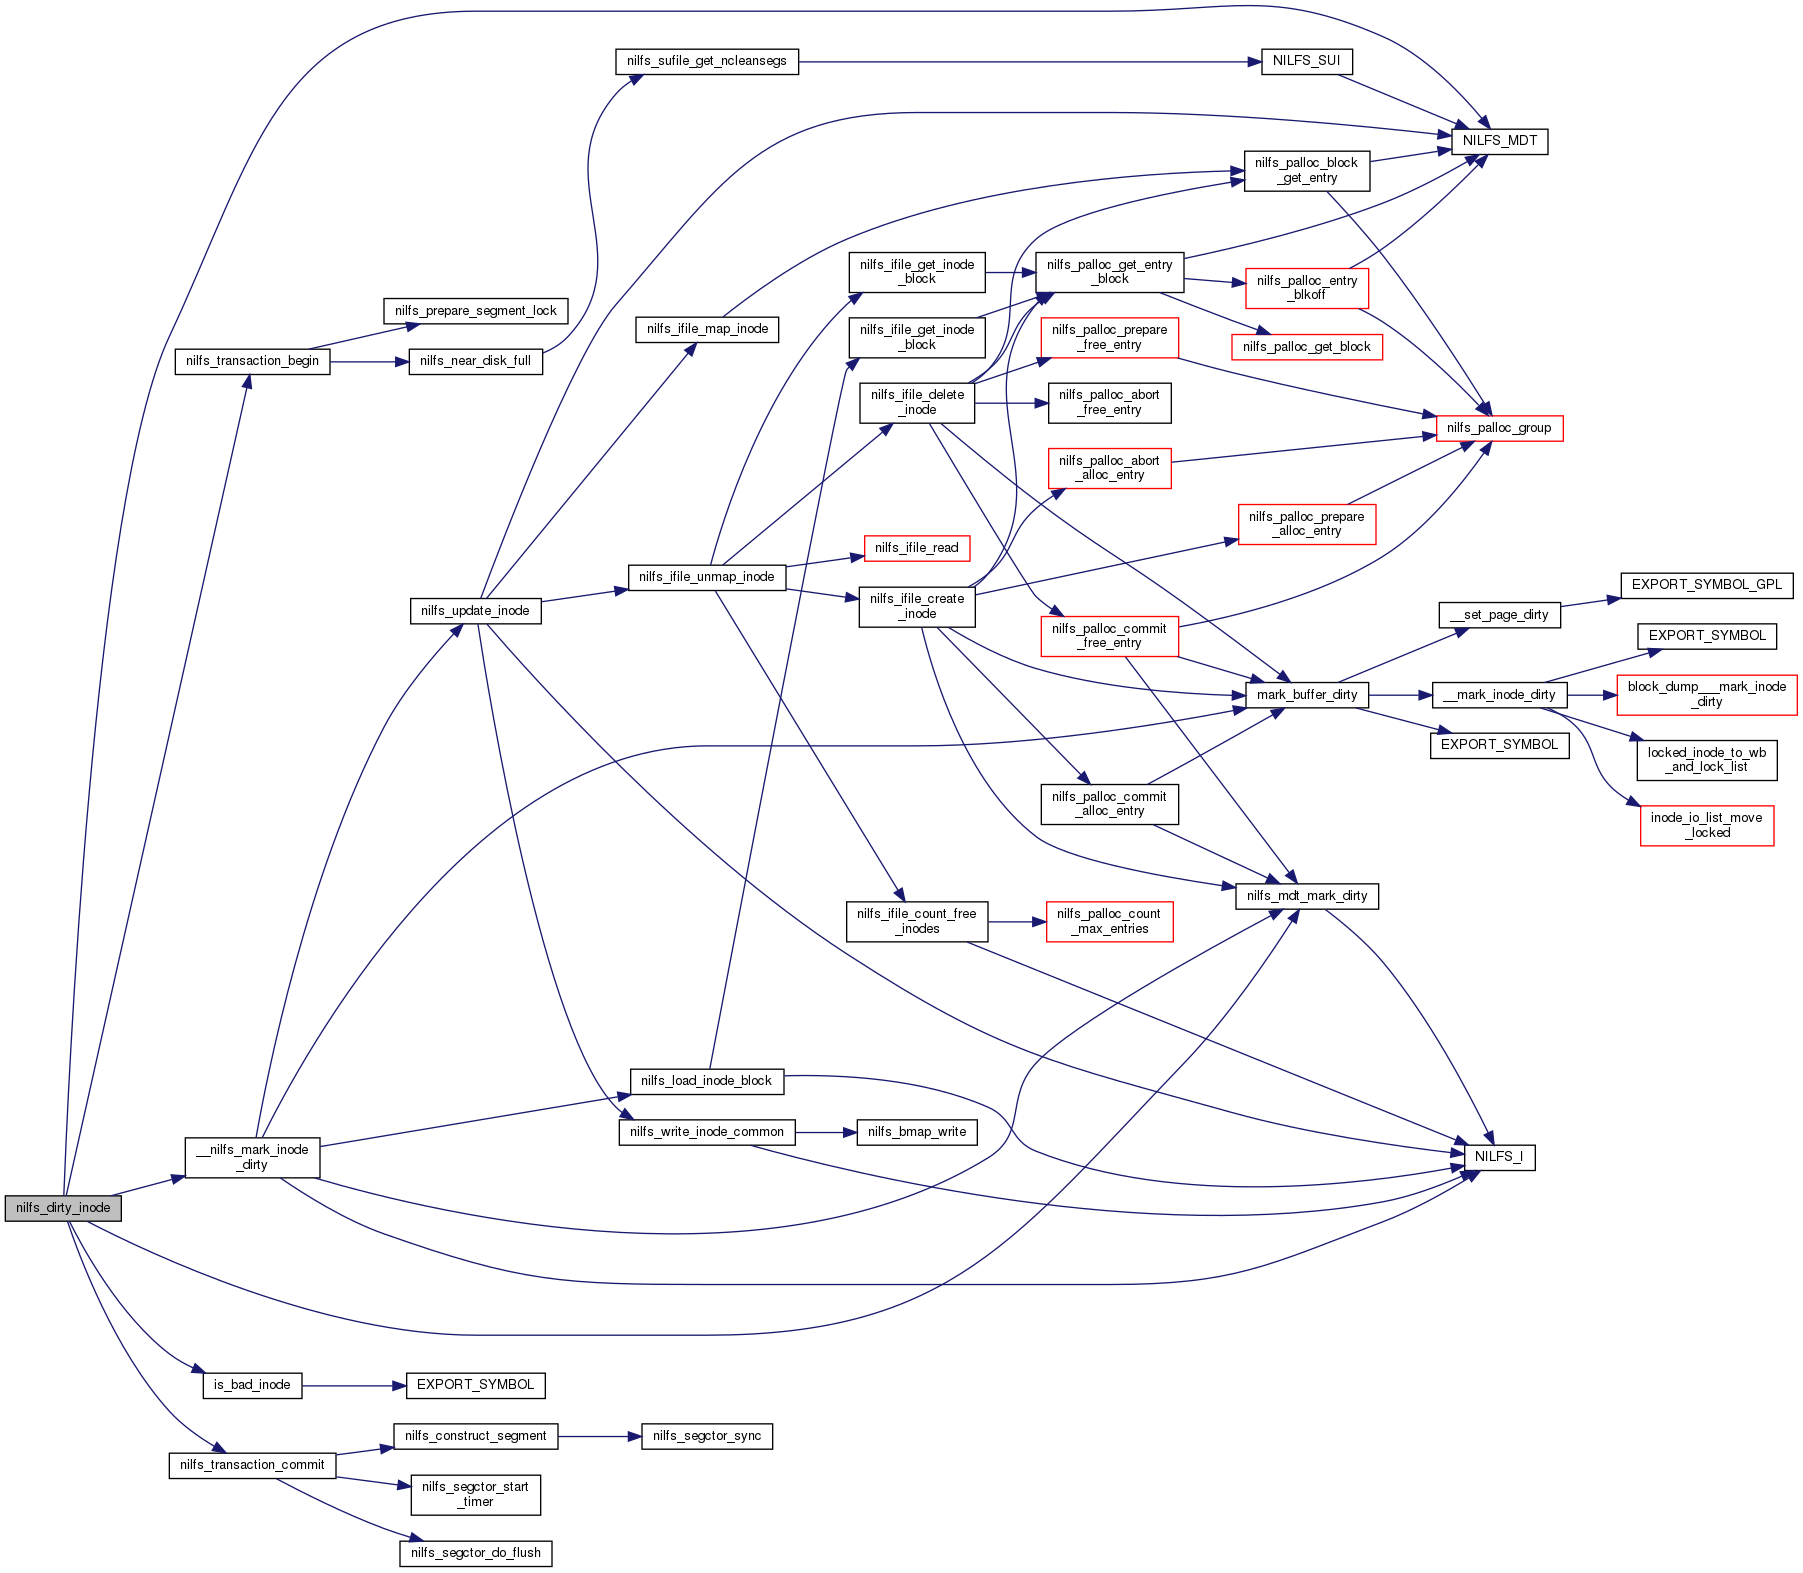 nilfs_sufile_get_ncleansegs
NILFS_SUI
NILFS_MDT
nilfs_palloc_block
_get_entry
nilfs_ifile_get_inode
_block
nilfs_palloc_get_entry
_block
nilfs_palloc_entry
_blkoff
nilfs_prepare_segment_lock
nilfs_ifile_map_inode
nilfs_ifile_get_inode
_block
nilfs_palloc_prepare
_free_entry
nilfs_palloc_get_block
nilfs_transaction_begin
nilfs_near_disk_full
nilfs_ifile_delete
_inode
nilfs_palloc_abort
_free_entry
nilfs_palloc_group
nilfs_palloc_abort
_alloc_entry
nilfs_palloc_prepare
_alloc_entry
nilfs_ifile_read
nilfs_ifile_unmap_inode
EXPORT_SYMBOL_GPL
nilfs_update_inode
nilfs_ifile_create
_inode
__set_page_dirty
nilfs_palloc_commit
_free_entry
EXPORT_SYMBOL
mark_buffer_dirty
__mark_inode_dirty
block_dump___mark_inode
_dirty
EXPORT_SYMBOL
locked_inode_to_wb
_and_lock_list
nilfs_palloc_commit
_alloc_entry
inode_io_list_move
_locked
nilfs_mdt_mark_dirty
nilfs_ifile_count_free
_inodes
nilfs_palloc_count
_max_entries
nilfs_load_inode_block
nilfs_write_inode_common
nilfs_bmap_write
__nilfs_mark_inode
_dirty
NILFS_I
nilfs_dirty_inode
is_bad_inode
EXPORT_SYMBOL
nilfs_construct_segment
nilfs_segctor_sync
nilfs_transaction_commit
nilfs_segctor_start
_timer
nilfs_segctor_do_flush